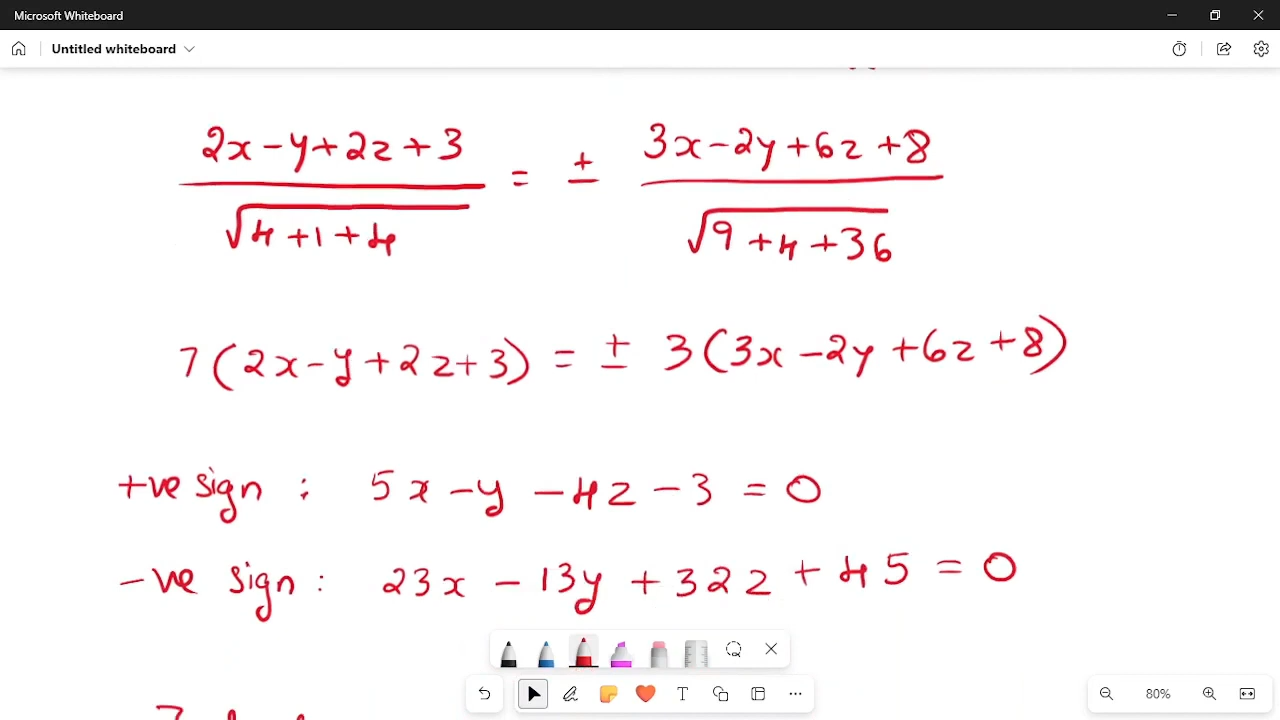 Microsoft Whiteboard
Untitled whiteboard
2x - y + 2z + 3 / √4 + 1 + 4 = ± 3x - 2y + 6z + 8 / √9 + 4 + 36
7(2x - y + 2z + 3) = ± 3(3x - 2y + 6z + 8)
+ve sign : 5x - y - 4z - 3 = 0
-ve sign : 23x - 13y + 32z + 45 = 0
80%